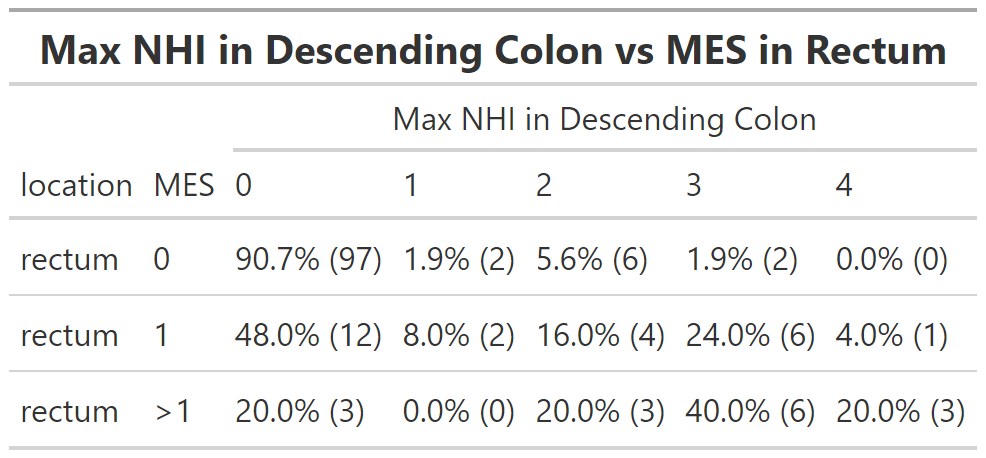 Max NHI in Descending Colon vs MES in Rectum
Max NHI in Descending Colon
location MES 0 1 2 3 4
rectum 0 90.7% (97) 1.9% (2) 5.6% (6) 1.9% (2) 0.0% (0)
rectum 1 48.0% (12) 8.0% (2) 16.0% (4) 24.0% (6) 4.0% (1)
rectum >1 20.0% (3) 0.0% (0) 20.0% (3) 40.0% (6) 20.0% (3)